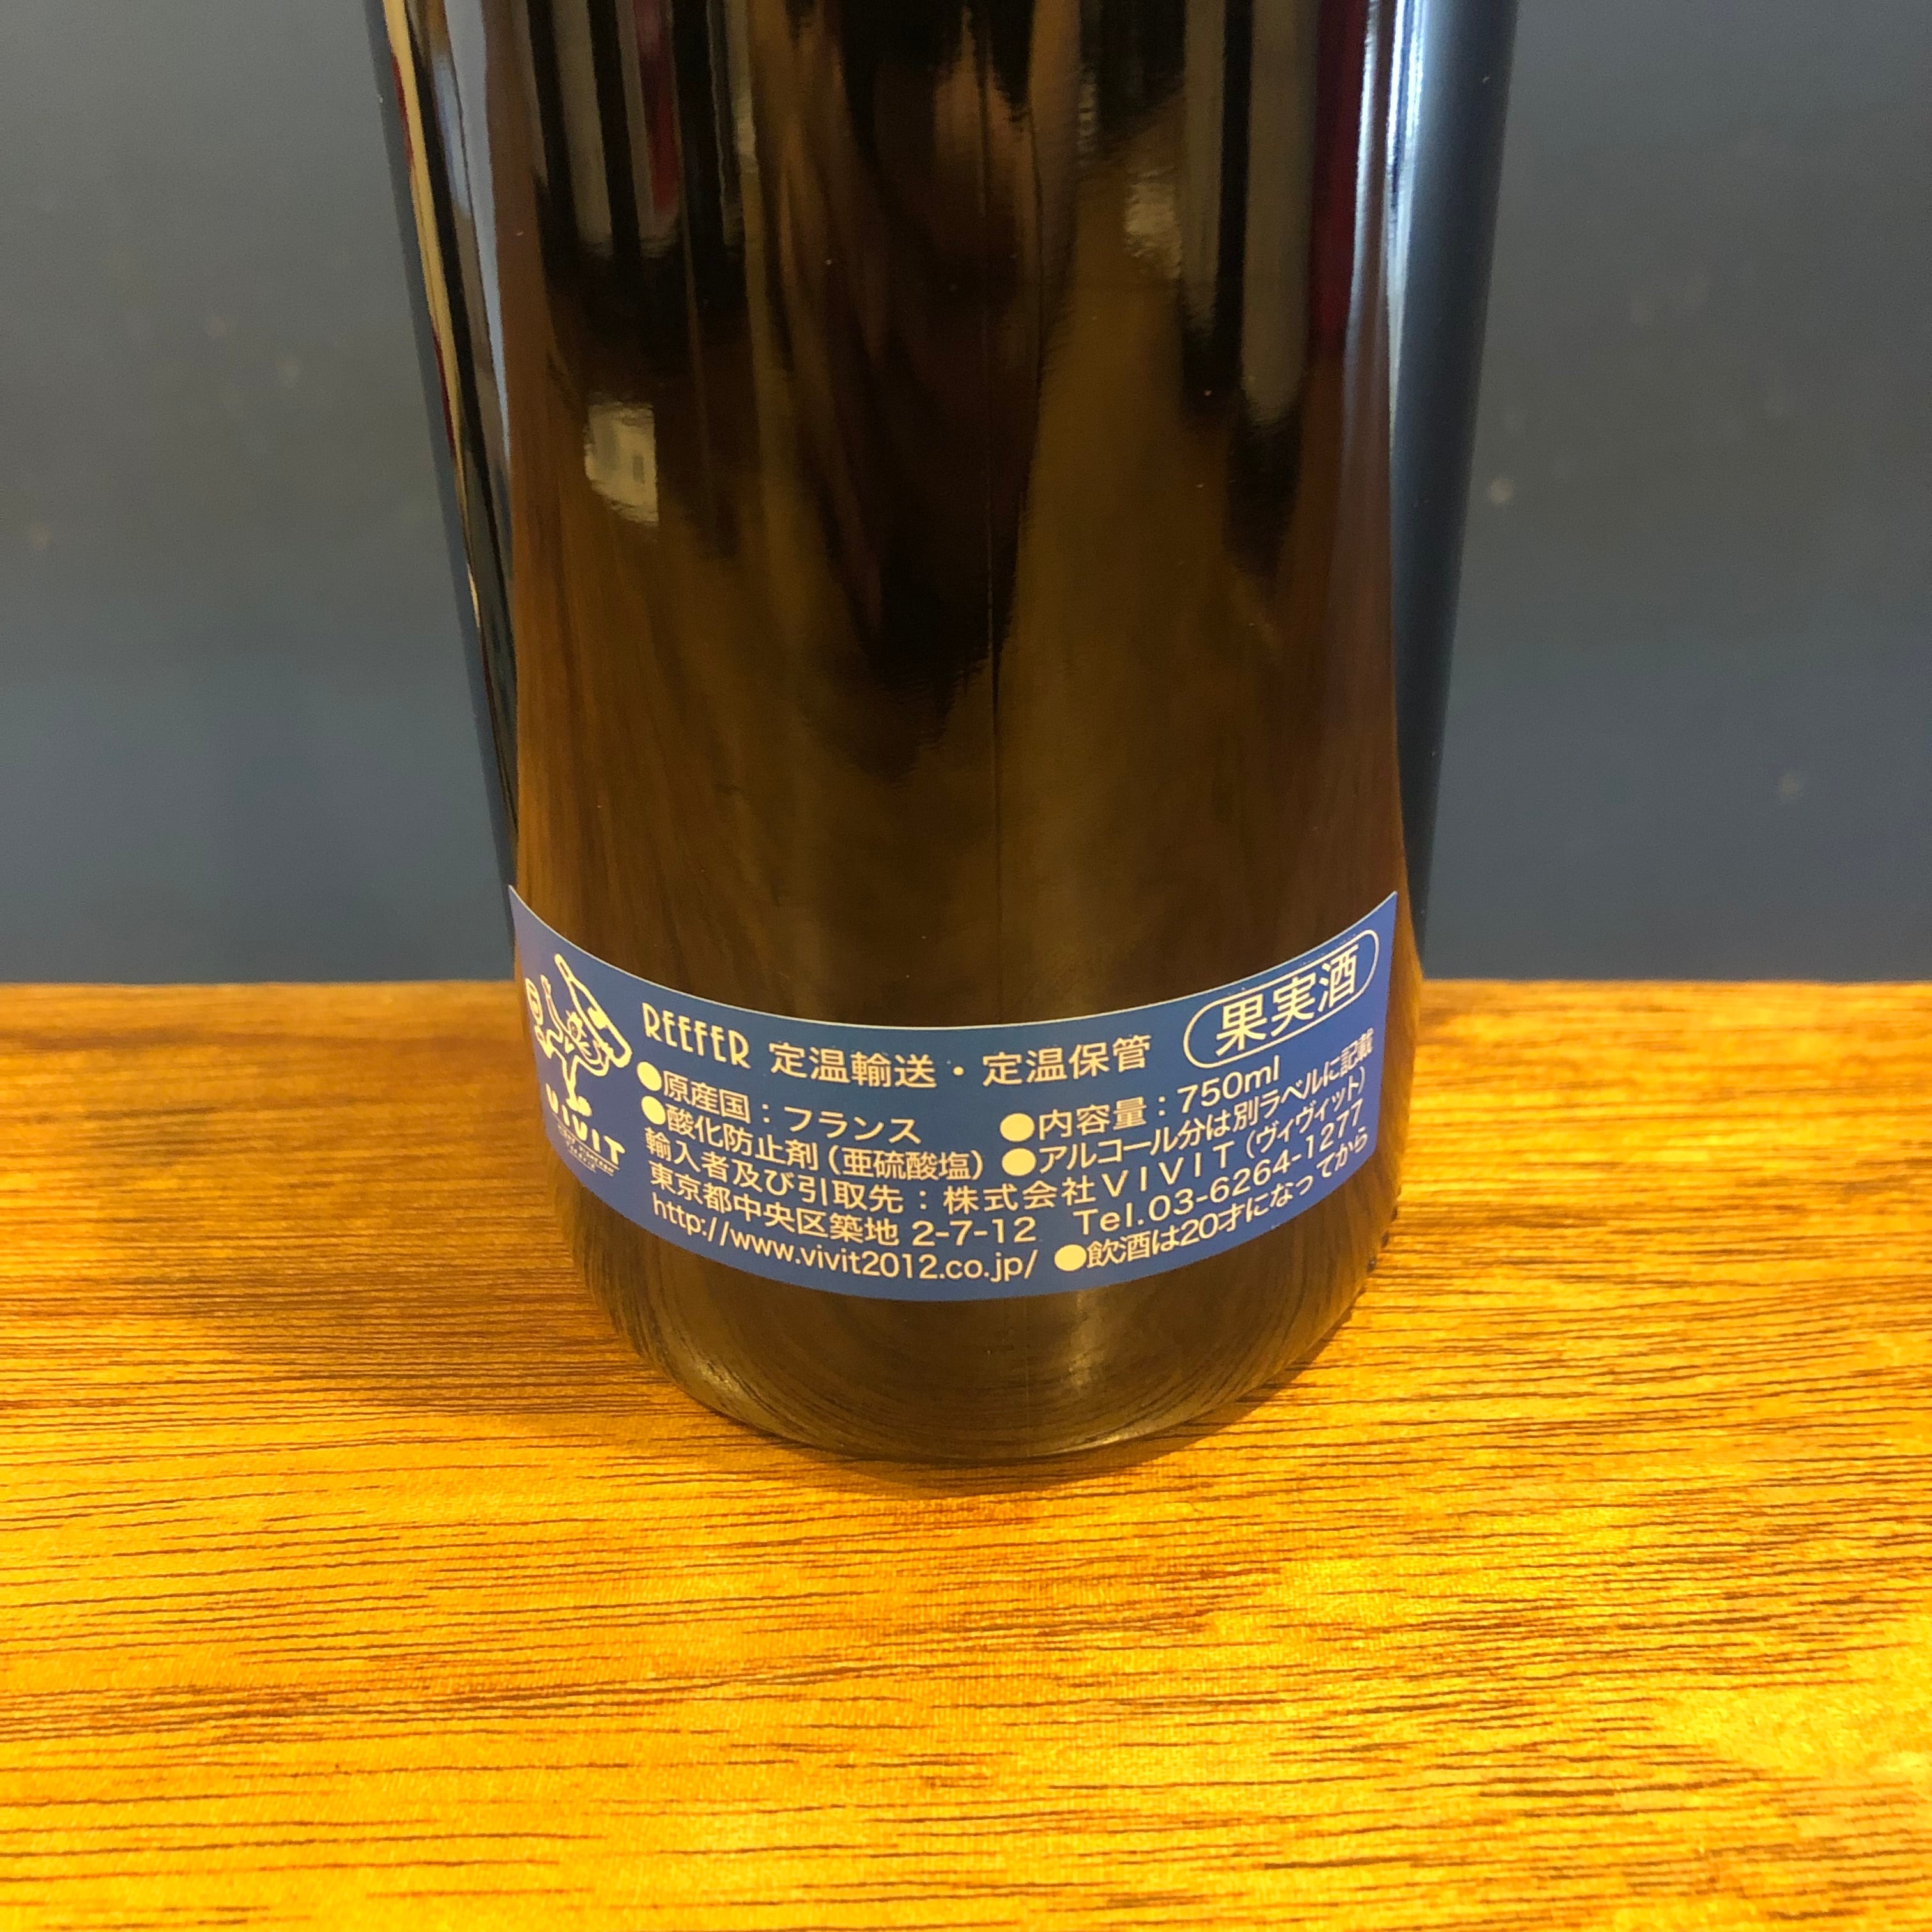 REEFER 定温輸送・定温保管 果実酒
●原産国：フランス ●内容量：750ml
●酸化防止剤（亜硫酸塩） ●アルコール分は別ラベルに記載
輸入者及び引取先：株式会社VIVIT（ヴィヴィット）
東京都中央区築地 2-7-12 Tel.03-6264-1277
http://www.vivit2012.co.jp/ ●飲酒は20才になってから
VIVIT